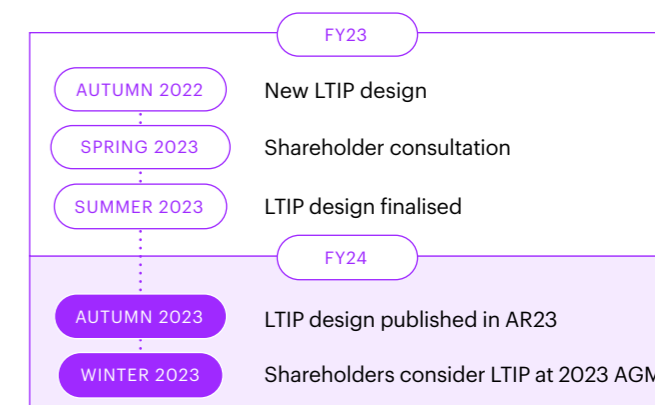 FY23
AUTUMN 2022 New LTIP design
SPRING 2023 Shareholder consultation
SUMMER 2023 LTIP design finalised
FY24
AUTUMN 2023 LTIP design published in AR23
WINTER 2023 Shareholders consider LTIP at 2023 AGM